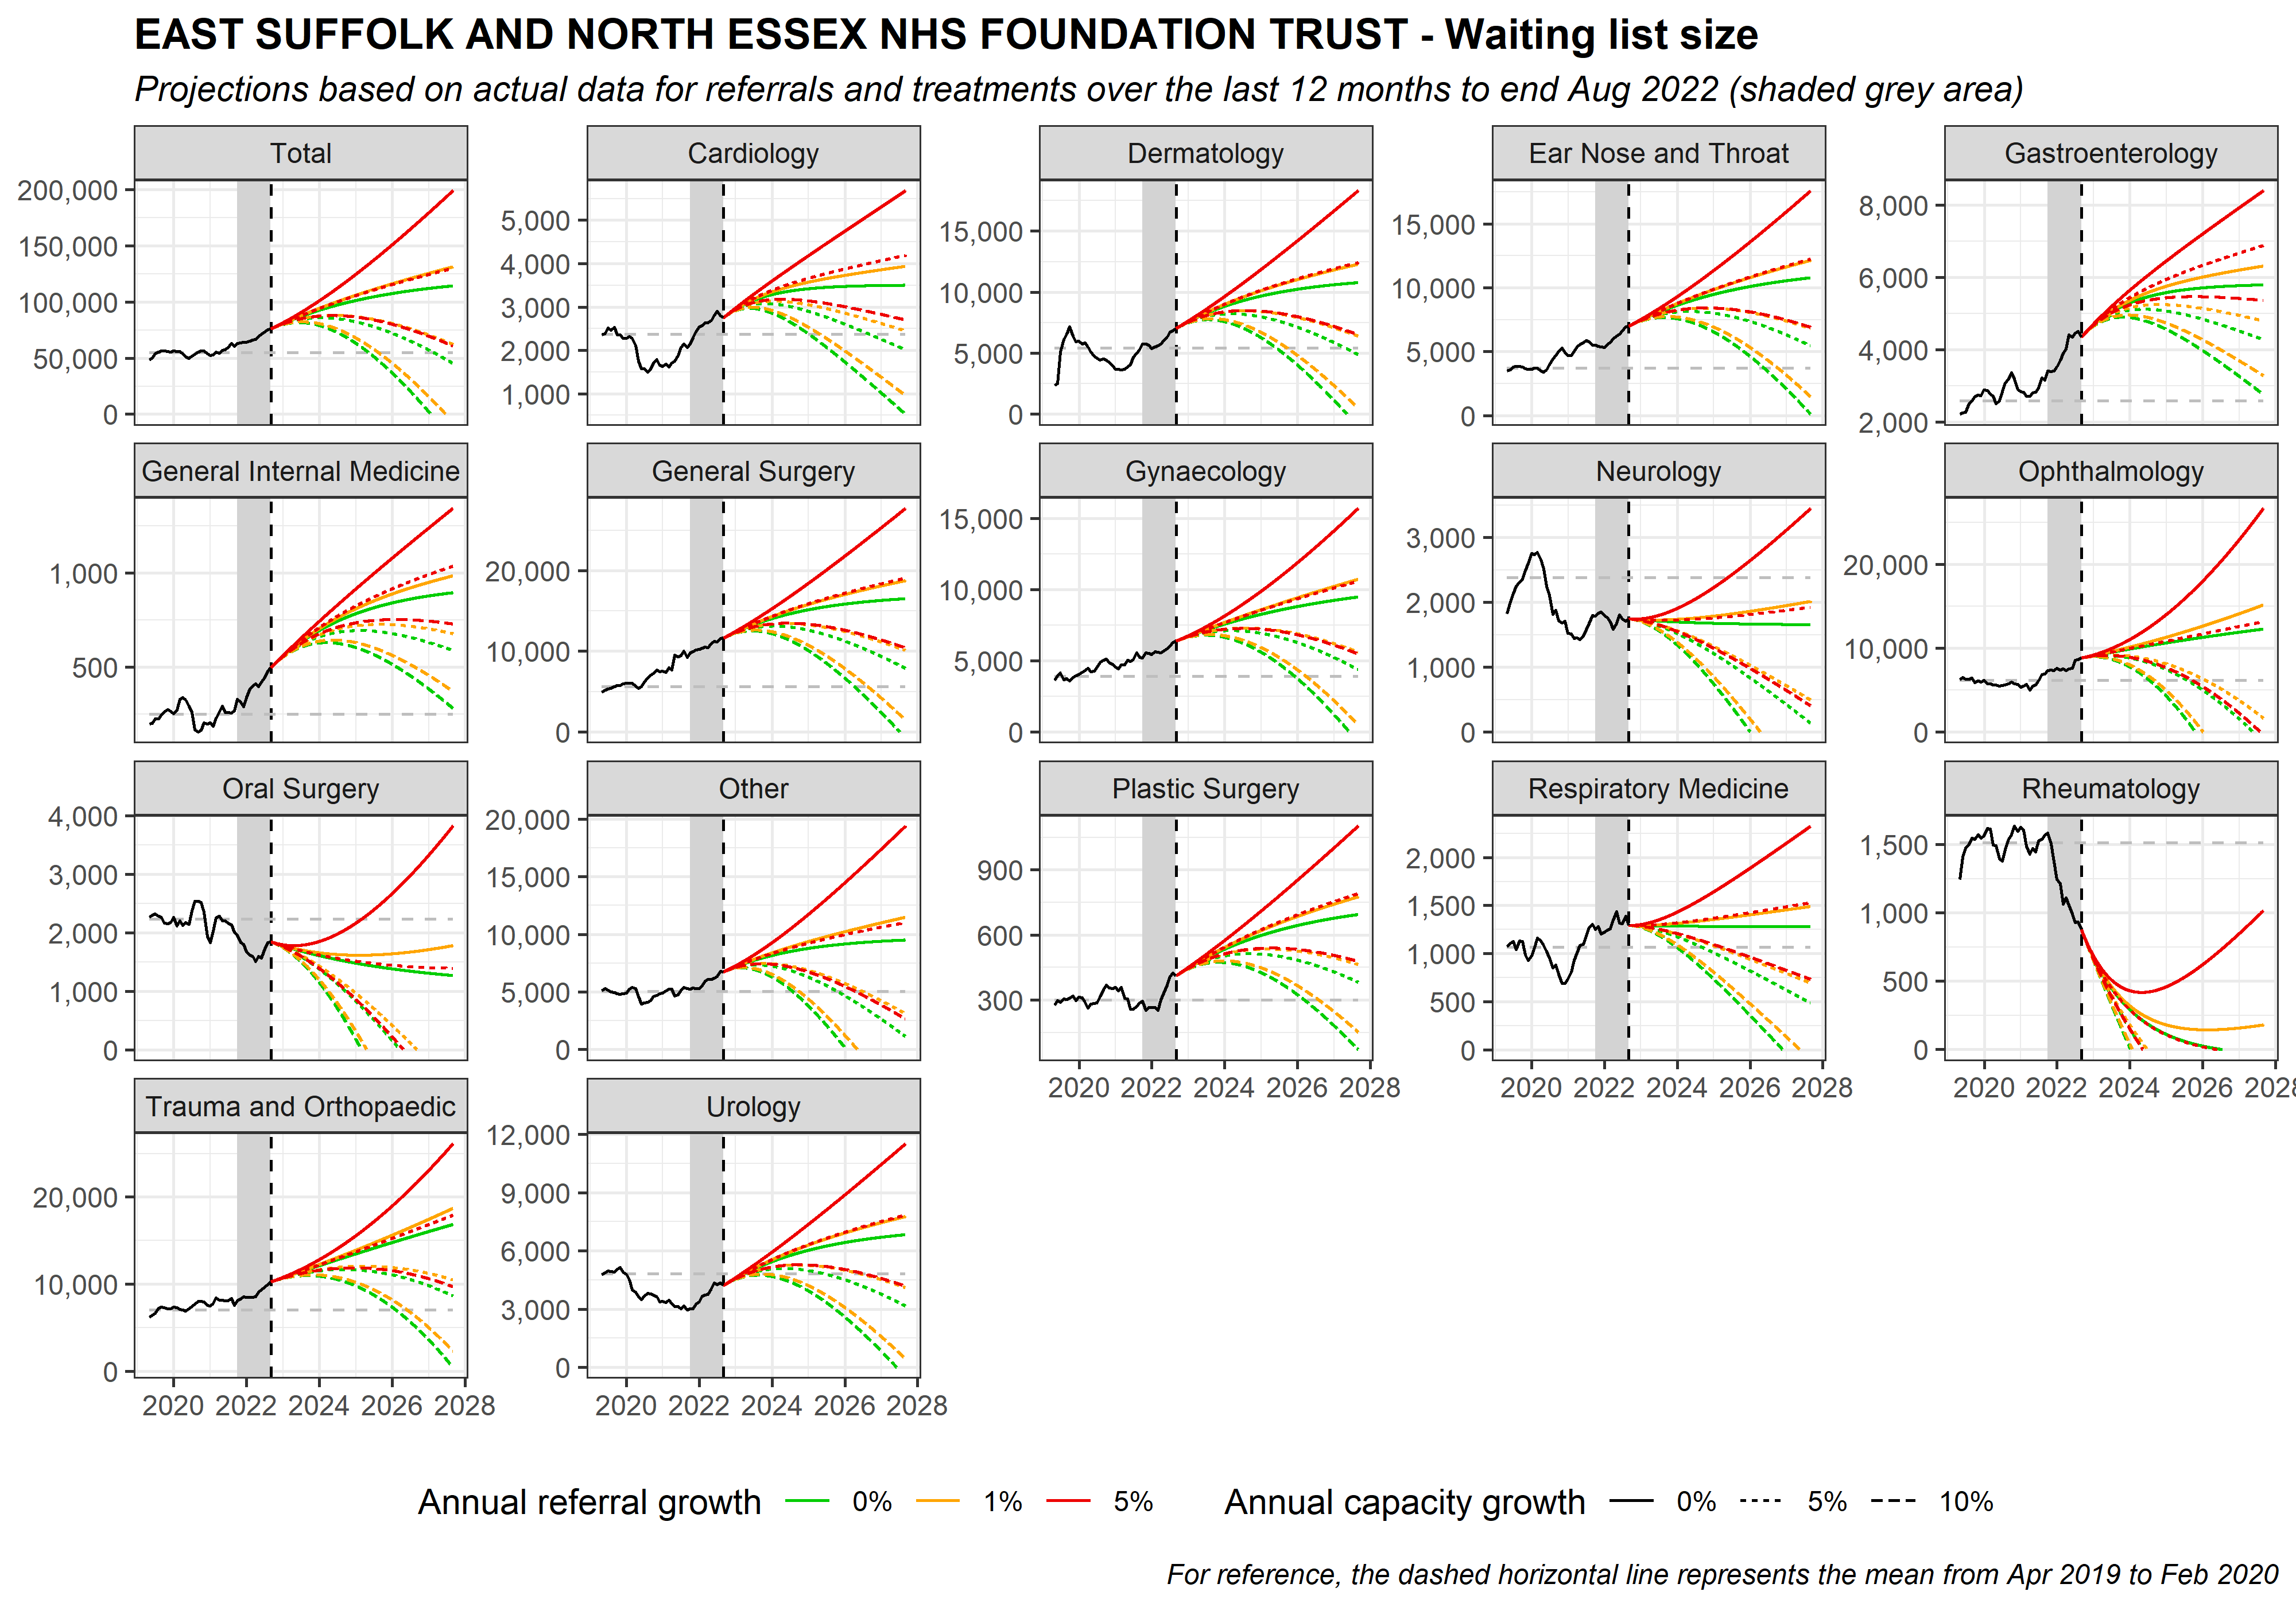 EAST SUFFOLK AND NORTH ESSEX NHS FOUNDATION TRUST - Waiting list size
Projections based on actual data for referrals and treatments over the last 12 months to end Aug 2022 (shaded grey area)
Total
200,000
150,000
100,000
50,000
0
Cardiology
5,000
4,000
3,000
2,000
1,000
Dermatology
15,000
10,000
5,000
0
Ear Nose and Throat
15,000
10,000
5,000
0
Gastroenterology
8,000
6,000
4,000
2,000
General Internal Medicine
1,000
500
General Surgery
20,000
10,000
0
Gynaecology
15,000
10,000
5,000
0
Neurology
3,000
2,000
1,000
0
Ophthalmology
20,000
10,000
0
Oral Surgery
4,000
3,000
2,000
1,000
0
Other
20,000
15,000
10,000
5,000
0
Plastic Surgery
900
600
300
2020 2022 2024 2026 2028
Respiratory Medicine
2,000
1,500
1,000
500
0
2020 2022 2024 2026 2028
Rheumatology
1,500
1,000
500
0
2020 2022 2024 2026 2028
Trauma and Orthopaedic
20,000
10,000
0
2020 2022 2024 2026 2028
Urology
12,000
9,000
6,000
3,000
0
2020 2022 2024 2026 2028
Annual referral growth 0% 1% 5% Annual capacity growth 0% 5% 10%
For reference, the dashed horizontal line represents the mean from Apr 2019 to Feb 2020